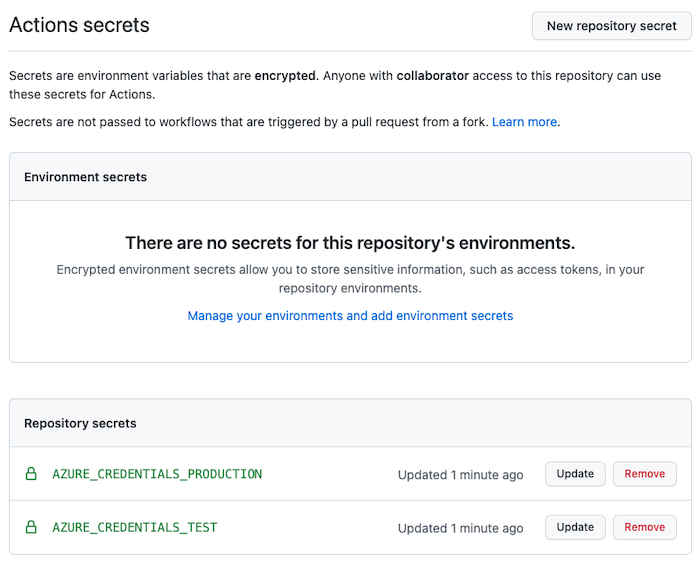 Actions secrets
New repository secret
Secrets are environment variables that are encrypted. Anyone with collaborator access to this repository can use
these secrets for Actions.
Secrets are not passed to workflows that are triggered by a pull request from a fork. Learn more.
Environment secrets
There are no secrets for this repository's environments.
Encrypted environment secrets allow you to store sensitive information, such as access tokens, in your
repository environments.
Manage your environments and add environment secrets
Repository secrets
AZURE_CREDENTIALS_PRODUCTION Updated 1 minute ago Update Remove
AZURE_CREDENTIALS_TEST Updated 1 minute ago Update Remove